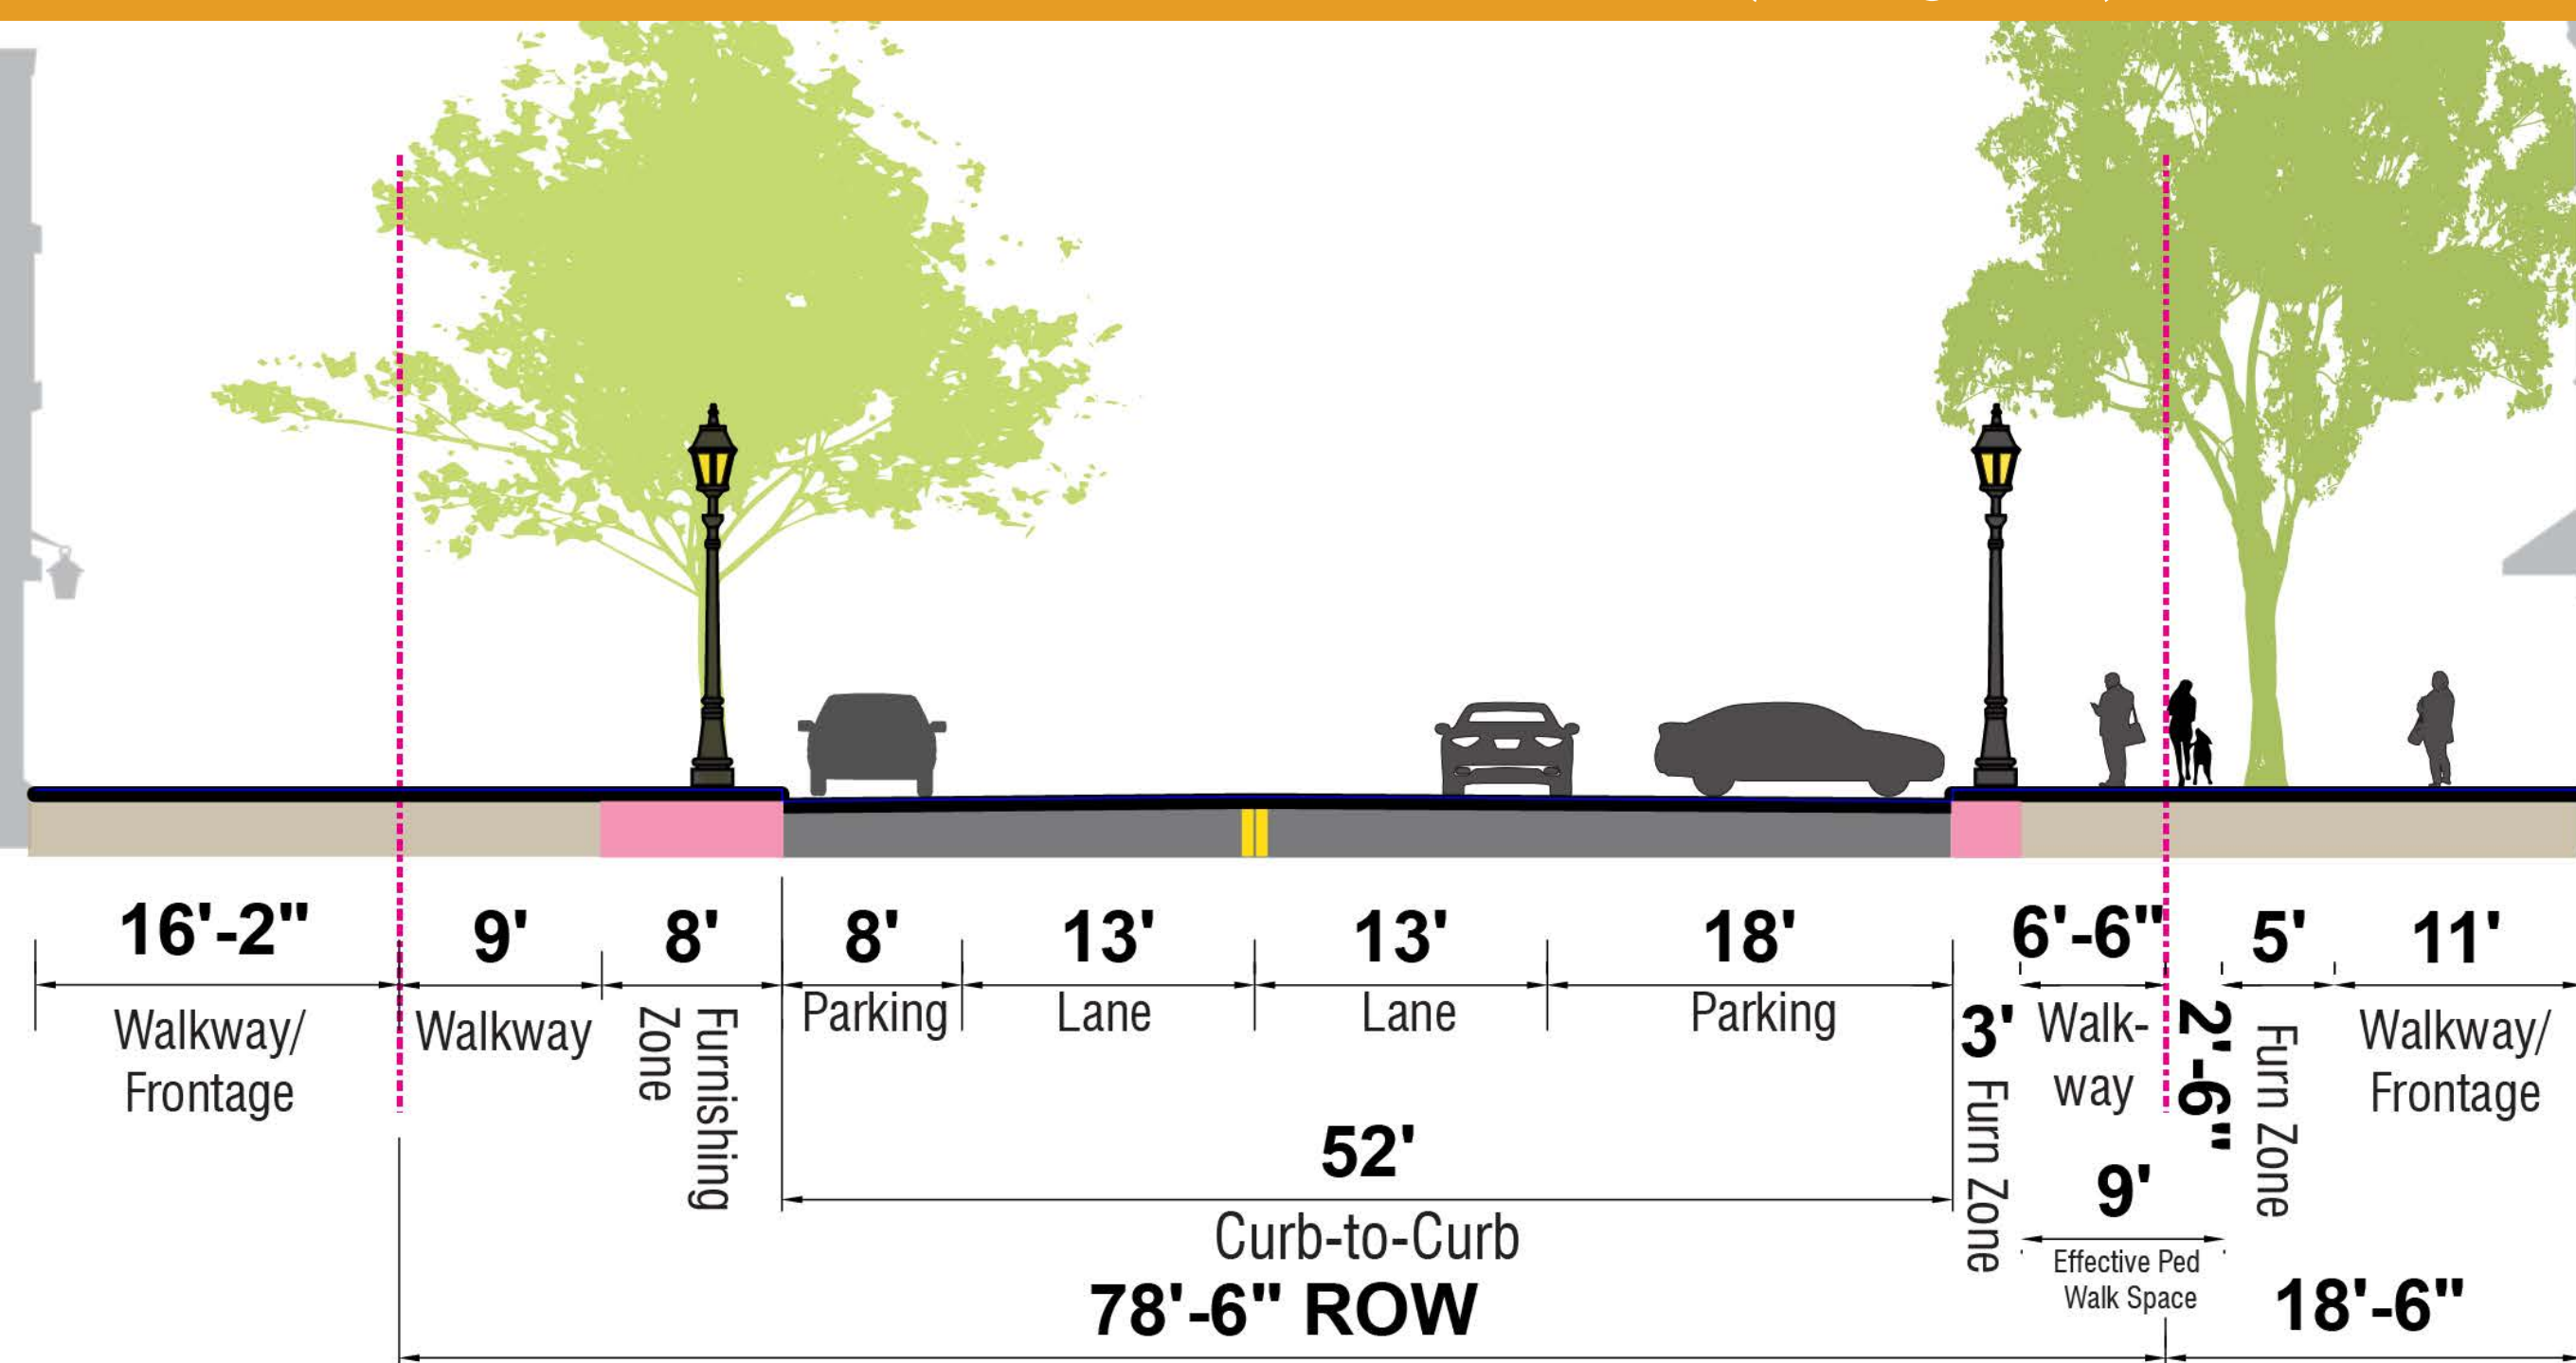 16'-2"
9'
8'
8'
13'
13'
18'
6'-6"
5'
11'
Walkway/
Frontage
Walkway
Furnishing
Zone
Parking
Lane
Lane
Parking
3' Furn Zone
Walk-
way
2'-6"
Furn Zone
Walkway/
Frontage
52'
Curb-to-Curb
9'
Effective Ped
Walk Space
78'-6" ROW
18'-6"